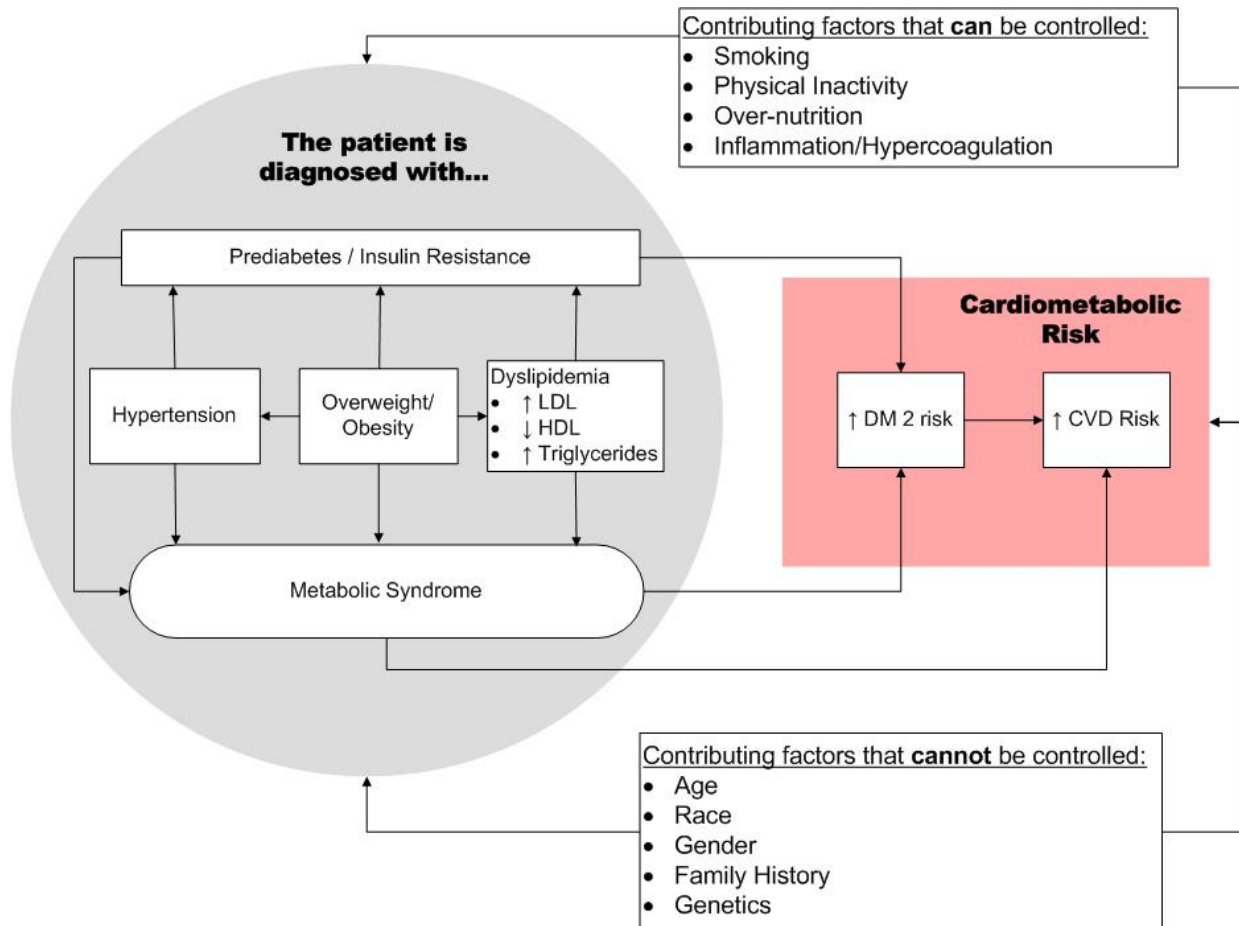 Contributing factors that can be controlled:
• Smoking
• Physical Inactivity
• Over-nutrition
• Inflammation/Hypercoagulation
The patient is
diagnosed with...
Prediabetes / Insulin Resistance
Hypertension
Overweight/
Obesity
Dyslipidemia
• ↑ LDL
• ↓ HDL
• ↑ Triglycerides
Metabolic Syndrome
Cardiometabolic
Risk
↑ DM 2 risk
↑ CVD Risk
Contributing factors that cannot be controlled:
• Age
• Race
• Gender
• Family History
• Genetics